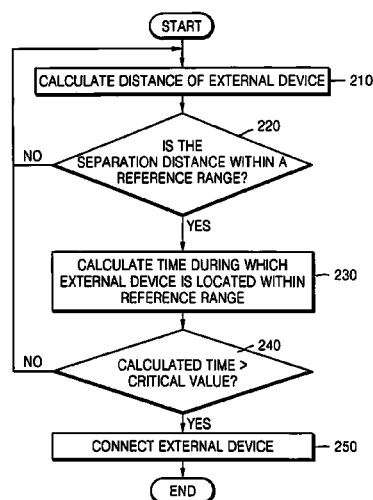 START
CALCULATE DISTANCE OF EXTERNAL DEVICE
210
220
IS THE
SEPARATION DISTANCE WITHIN A
REFERENCE RANGE?
NO
YES
CALCULATE TIME DURING WHICH
EXTERNAL DEVICE IS LOCATED WITHIN
REFERENCE RANGE
230
240
CALCULATED TIME >
CRITICAL VALUE?
NO
YES
CONNECT EXTERNAL DEVICE
250
END